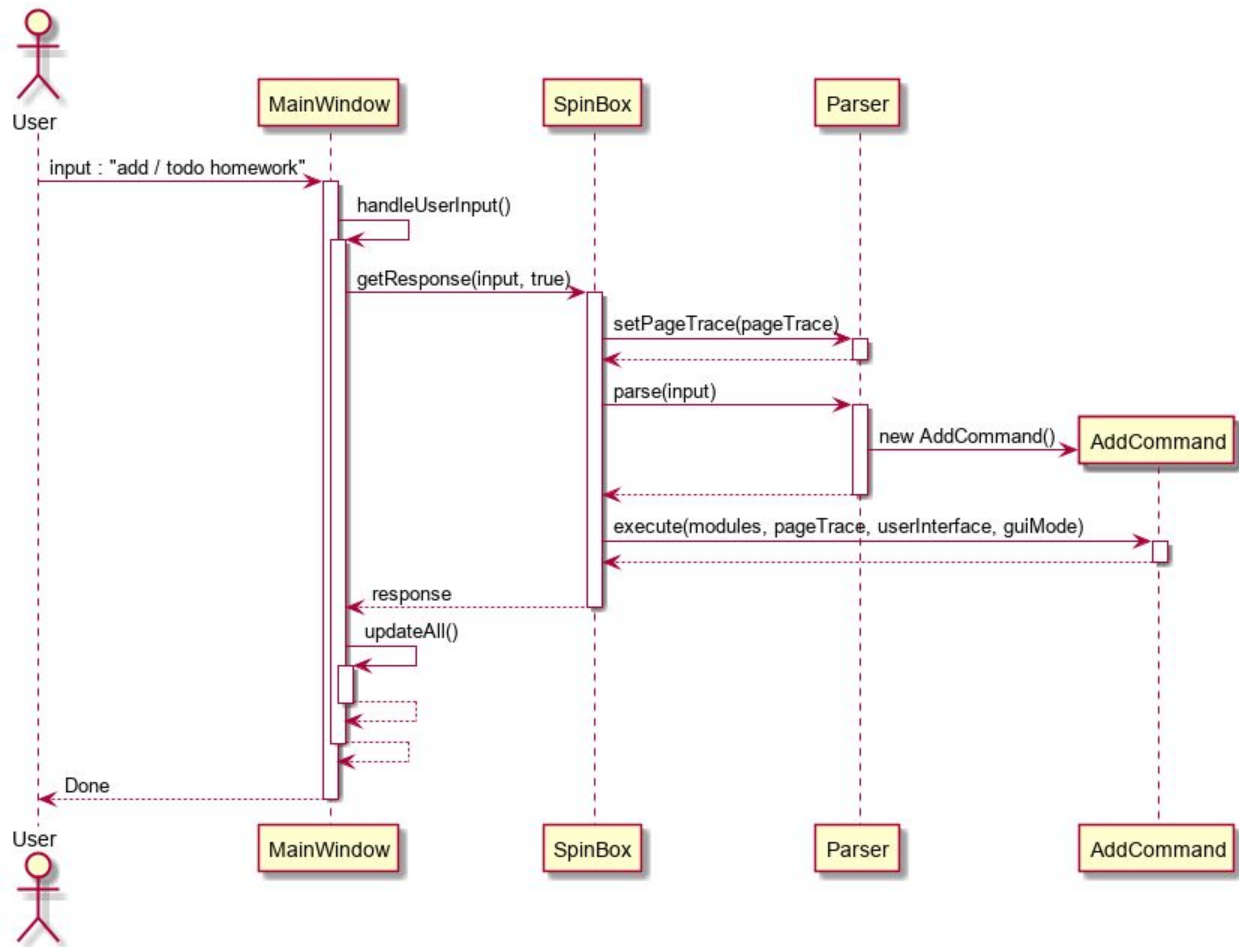 User
MainWindow
SpinBox
Parser
input : "add / todo homework"
handleUserInput()
getResponse(input, true)
setPageTrace(pageTrace)
parse(input)
new AddCommand()
AddCommand
execute(modules, pageTrace, userInterface, guiMode)
response
updateAll()
Done
User
MainWindow
SpinBox
Parser
AddCommand